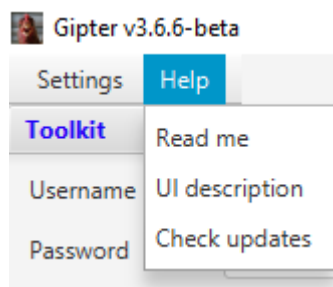 Gipter v3.6.6-beta
Settings Help
Toolkit
Read me
Username
UI description
Check updates
Password